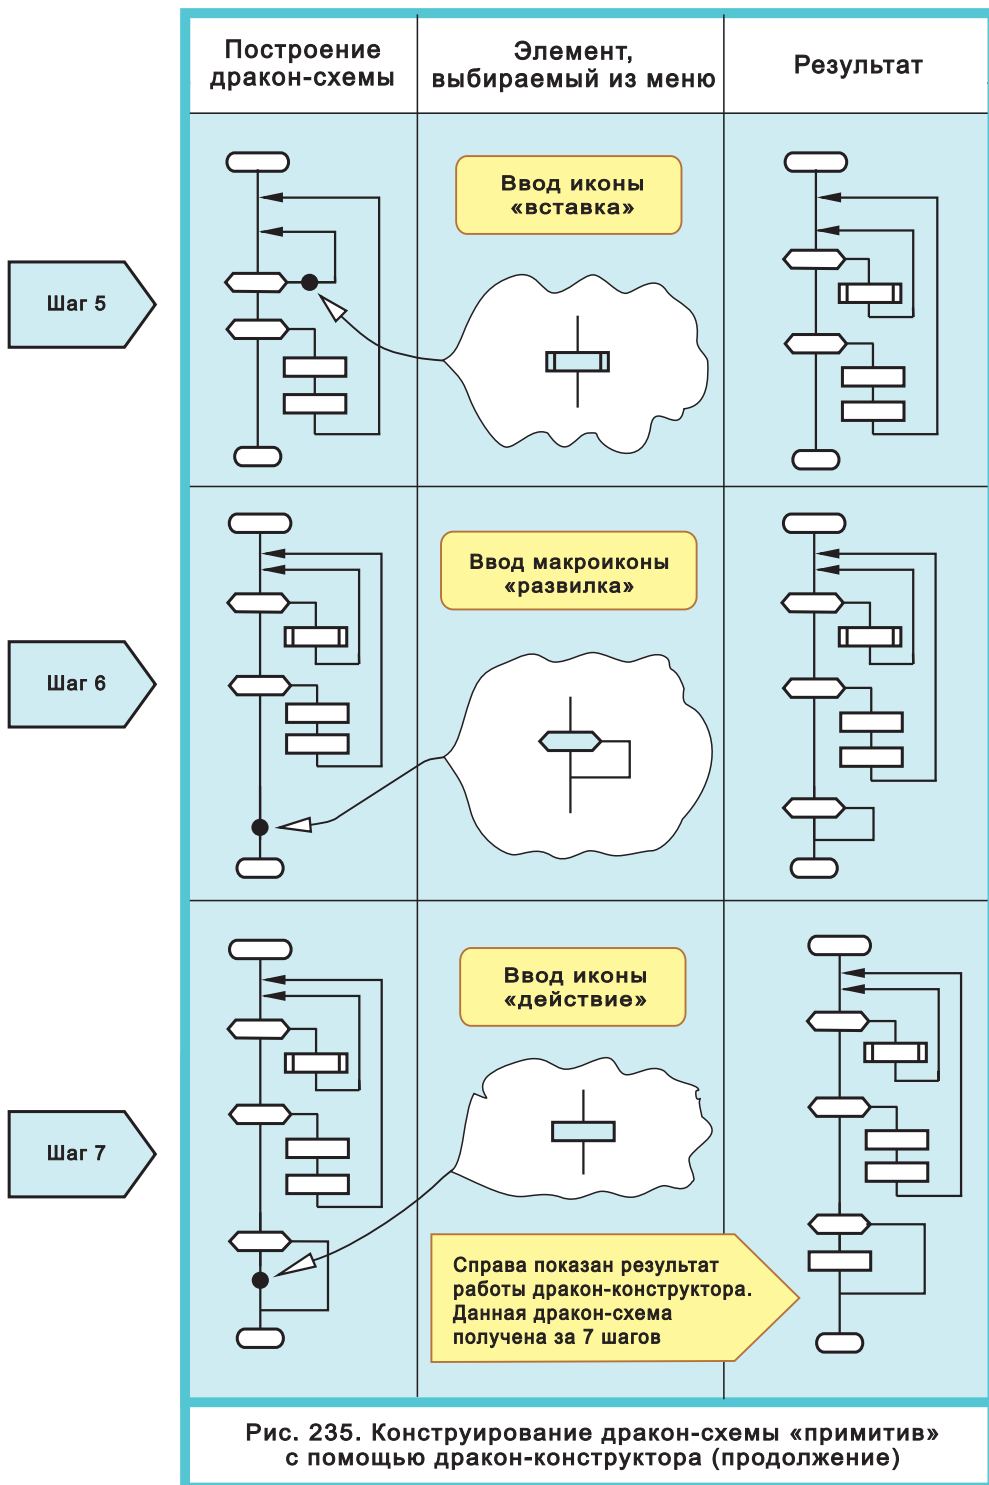 Построение
дракон-схемы
Элемент,
выбираемый из меню
Результат
Шаг 5
Ввод иконы
«вставка»
Шаг 6
Ввод макроиконы
«развилка»
Шаг 7
Ввод иконы
«действие»
Справа показан результат
работы дракон-конструктора.
Данная дракон-схема
получена за 7 шагов
Рис. 235. Конструирование дракон-схемы «примитив»
с помощью дракон-конструктора (продолжение)